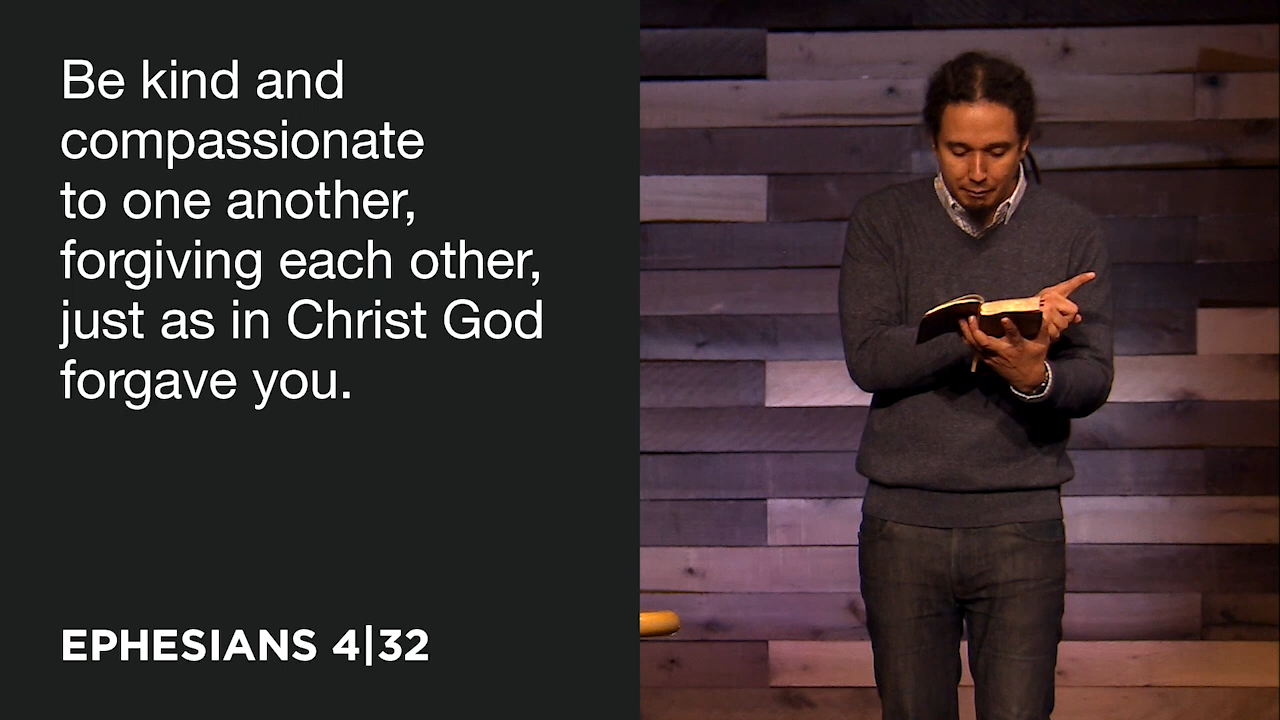 Be kind and
compassionate
to one another,
forgiving each other,
just as in Christ God
forgave you.
EPHESIANS 4|32